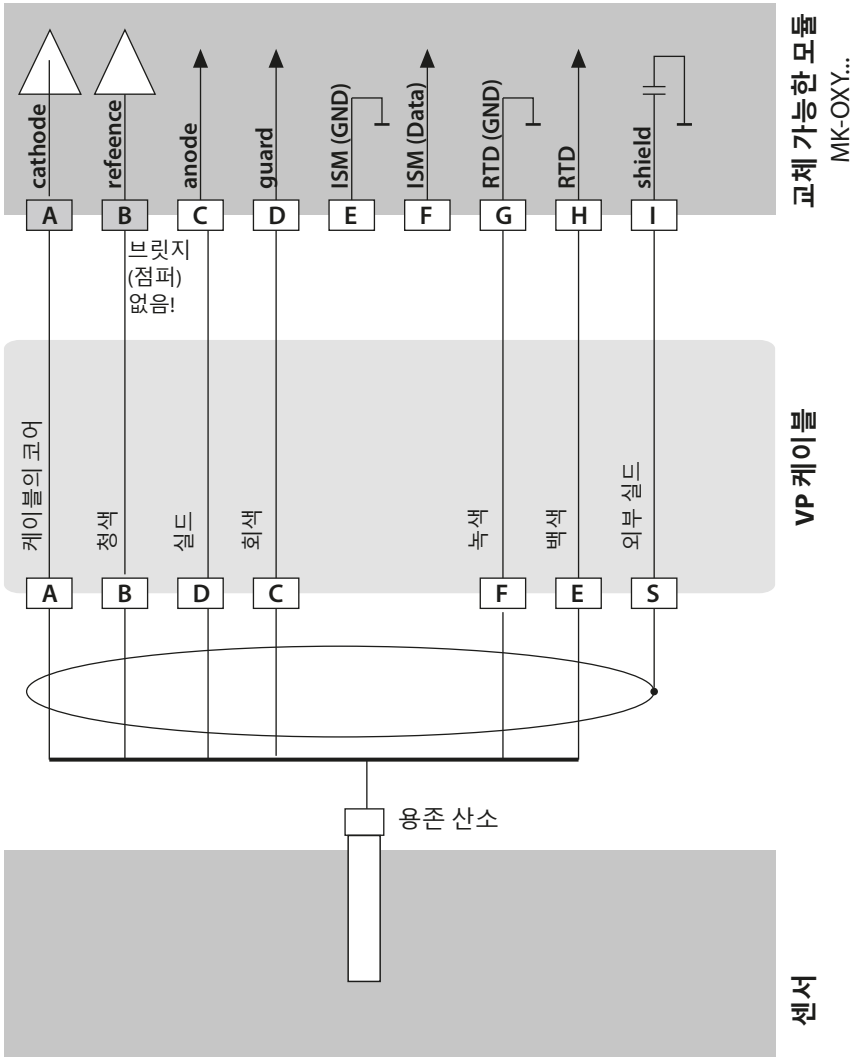 cathode
refeence
anode
guard
ISM (GND)
ISM (Data)
RTD (GND)
RTD
shield
A
B
C
D
E
F
G
H
I
브릿지
(점퍼)
없음!
교체 가능한 모듈
MK-OXY...
케이블의 코어
청색
실드
회색
녹색
백색
외부 실드
VP 케이블
A
B
D
C
F
E
S
용존 산소
센서